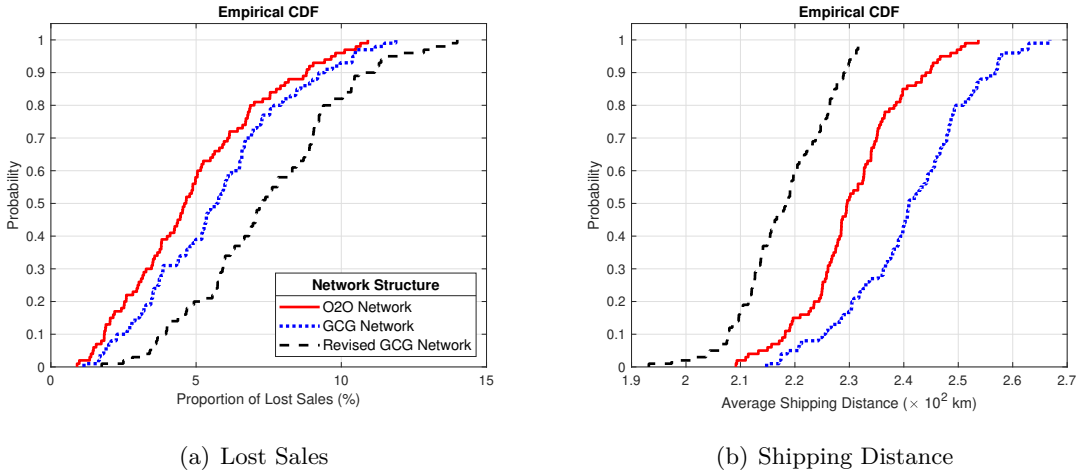 Empirical CDF
1
0.9
0.8
0.7
0.6
0.5
0.4
0.3
0.2
0.1
0
Probability
0 5 10 15
Proportion of Lost Sales (%)
Network Structure
O2O Network
GCG Network
Revised GCG Network
(a) Lost Sales
Empirical CDF
1
0.9
0.8
0.7
0.6
0.5
0.4
0.3
0.2
0.1
0
Probability
1.9 2 2.1 2.2 2.3 2.4 2.5 2.6 2.7
Average Shipping Distance (× 10² km)
(b) Shipping Distance